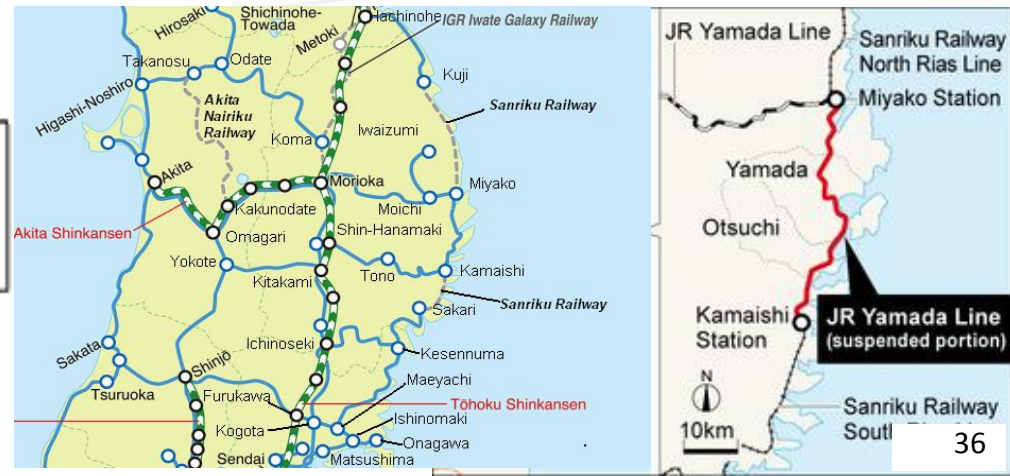 Hirosaki
Shichinohe-
Towada
Hachinohe
IGR Iwate Galaxy Railway
Metoki
Takanosu
Odate
Kuji
Higashi-Noshiro
Akita
Nairiku
Railway
Sanriku Railway
Koma
Iwaizumi
Akita
Morioka
Miyako
Kakunodate
Moichi
Akita Shinkansen
Omagari
Shin-Hanamaki
Yokote
Tono
Kamaishi
Kitakami
Sanriku Railway
Sakari
Sakata
Shinjō
Ichinoseki
Kesennuma
Tsuruoka
Furukawa
Maeyachi
Tōhoku Shinkansen
Kogota
Ishinomaki
Onagawa
Sendai
Matsushima
JR Yamada Line
Sanriku Railway
North Rias Line
Miyako Station
Yamada
Otsuchi
Kamaishi
Station
JR Yamada Line
(suspended portion)
N
10km
Sanriku Railway
36